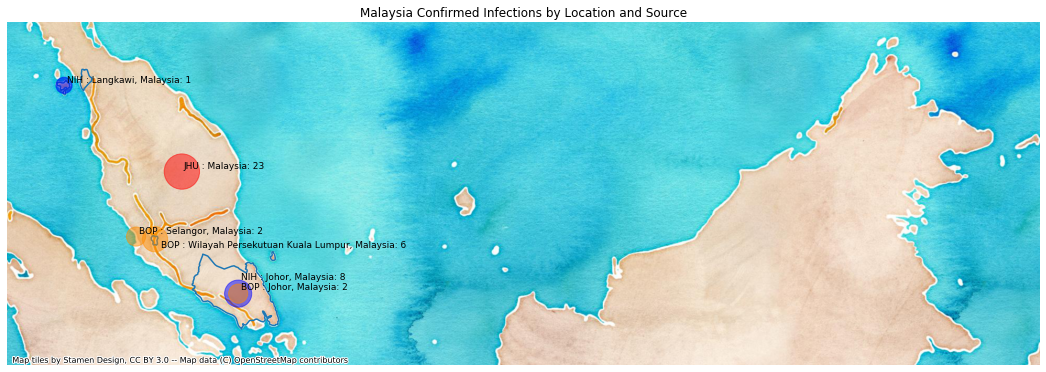 Malaysia Confirmed Infections by Location and Source
NIH : Langkawi, Malaysia: 1
JHU : Malaysia: 23
BOP : Selangor, Malaysia: 2
BOP : Wilayah Persekutuan Kuala Lumpur, Malaysia: 6
NIH : Johor, Malaysia: 8
BOP : Johor, Malaysia: 2
Map tiles by Stamen Design, CC BY 3.0 -- Map data (C) OpenStreetMap contributors